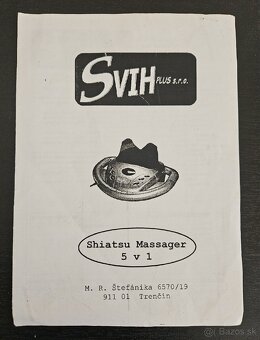 SVIH PLUS s.r.o.
Shiatsu Massager
5 v 1
M. R. Štefánika 6570/19
911 01 Trenčín
Bazos.sk